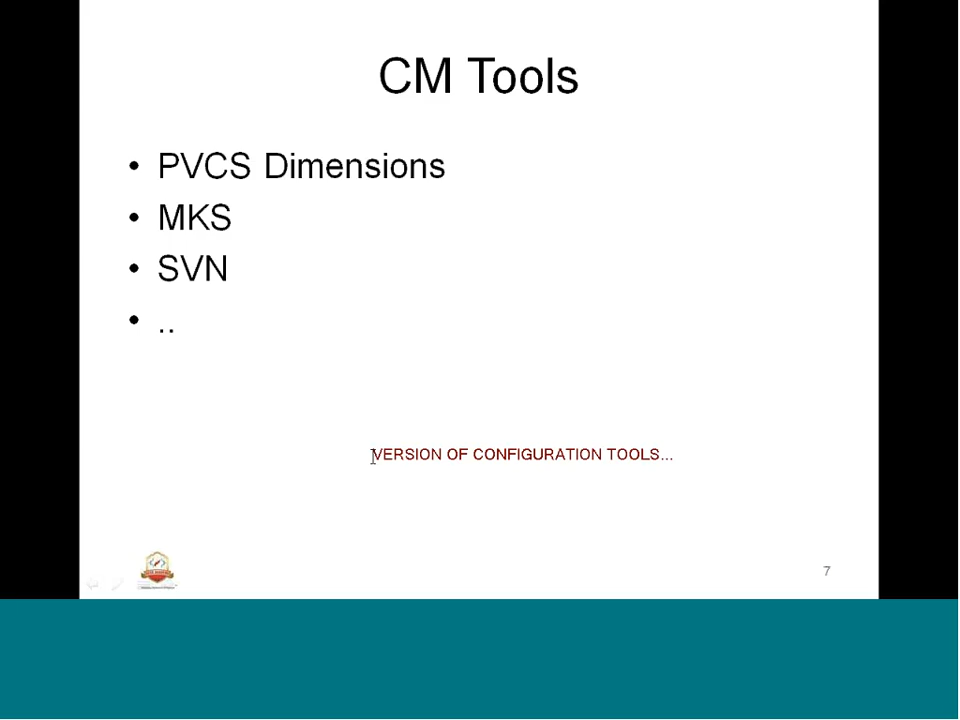 CM Tools
• PVCS Dimensions
• MKS
• SVN
• ..
VERSION OF CONFIGURATION TOOLS...
7